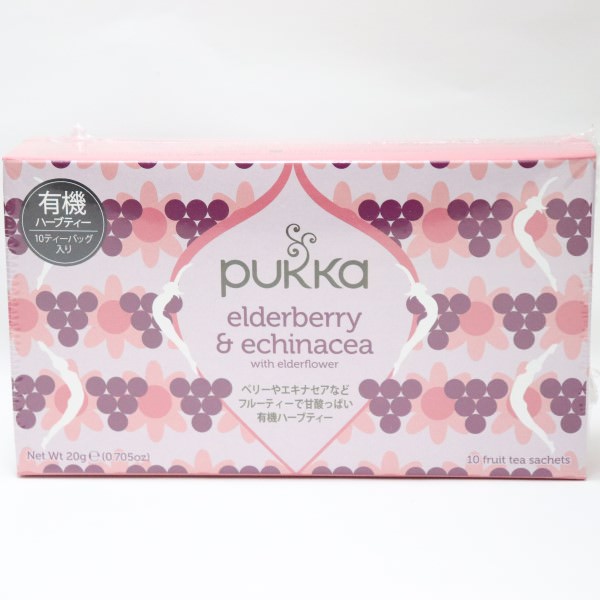 有機
ハーブティー
10ティーバッグ
入り
pukka
elderberry
& echinacea
with elderflower
ベリーやエキナセアなど
フルーティーで甘酸っぱい
有機ハーブティー
Net Wt 20g ℮ (0.705oz)
10 fruit tea sachets